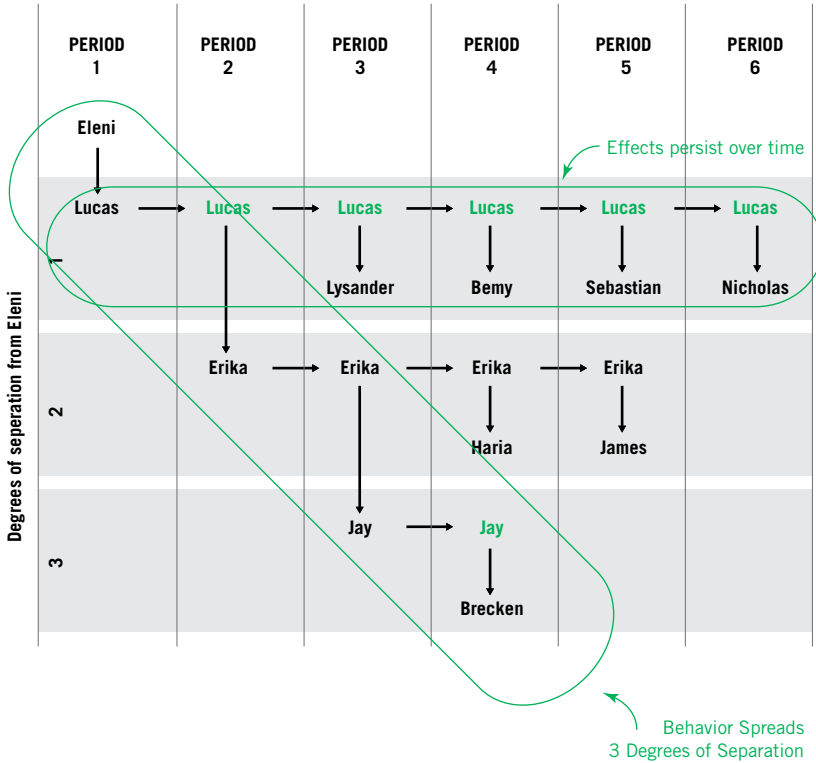 PERIOD 1
PERIOD 2
PERIOD 3
PERIOD 4
PERIOD 5
PERIOD 6
Eleni
Effects persist over time
Lucas Lucas Lucas Lucas Lucas Lucas
1
Lysander Bemy Sebastian Nicholas
Degrees of seperation from Eleni
Erika Erika Erika Erika
2
Haria James
Jay Jay
3
Brecken
Behavior Spreads
3 Degrees of Separation